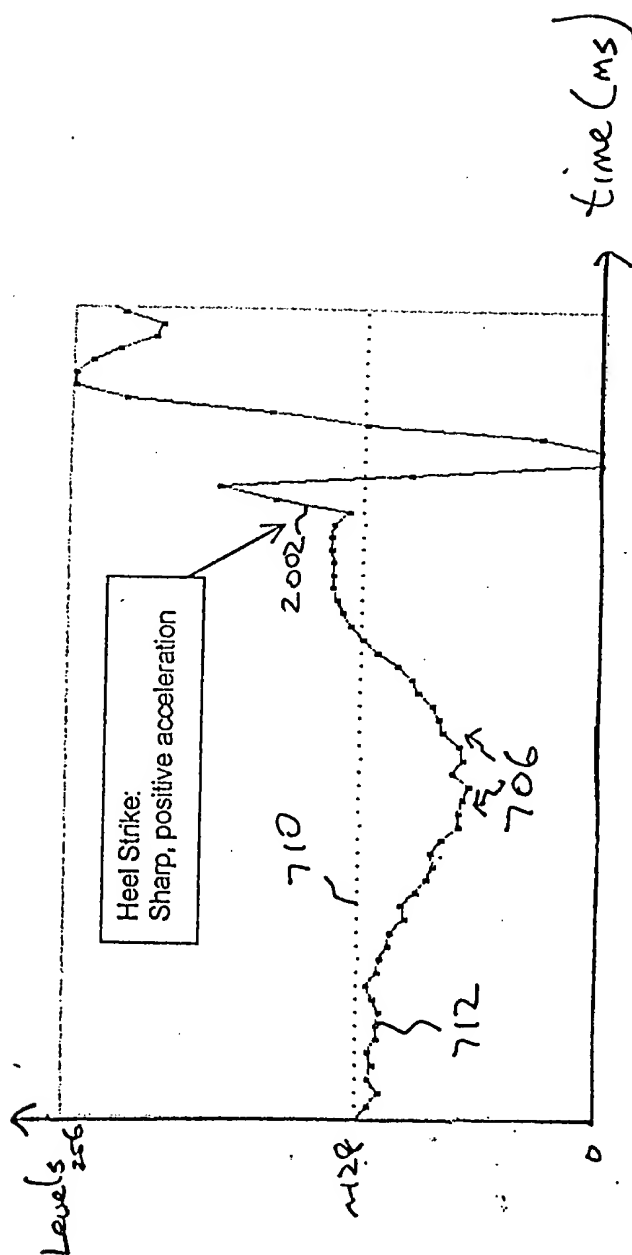 Levels
256
~128
0
Heel Strike:
Sharp, positive acceleration
2002
710
712
706
time (ms)